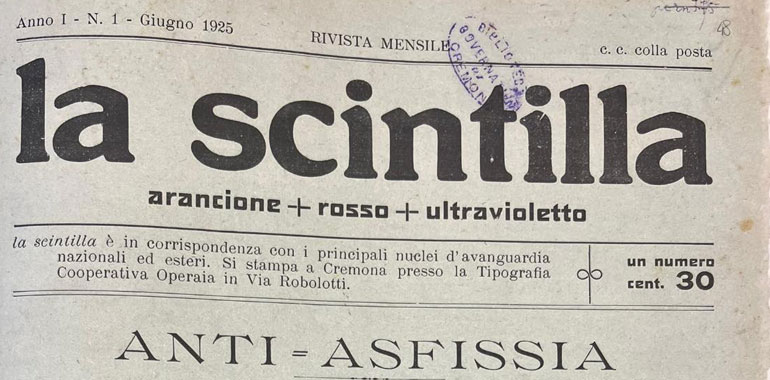 Anno I - N. 1 - Giugno 1925
RIVISTA MENSILE
c. c. colla posta
la scintilla
arancione + rosso + ultravioletto
la scintilla è in corrispondenza con i principali nuclei d'avanguardia
nazionali ed esteri. Si stampa a Cremona presso la Tipografia
Cooperativa Operaia in Via Robolotti.
un numero
cent. 30
ANTI = ASFISSIA